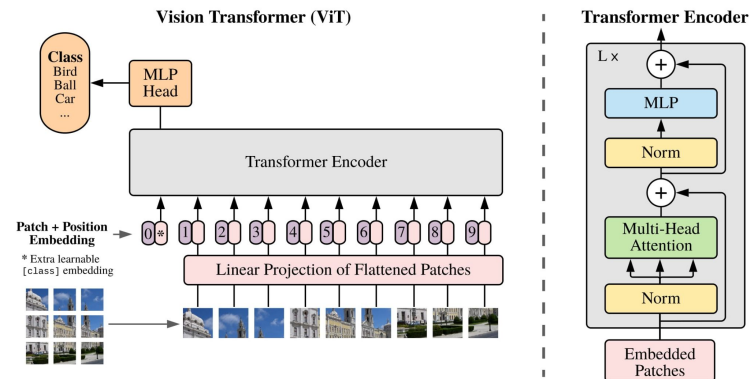 Vision Transformer (ViT)
Class
Bird
Ball
Car
...
MLP
Head
Transformer Encoder
Patch + Position
Embedding
* Extra learnable
[class] embedding
0 * 1 2 3 4 5 6 7 8 9
Linear Projection of Flattened Patches
Transformer Encoder
L ×
+
MLP
Norm
+
Multi-Head
Attention
Norm
Embedded
Patches